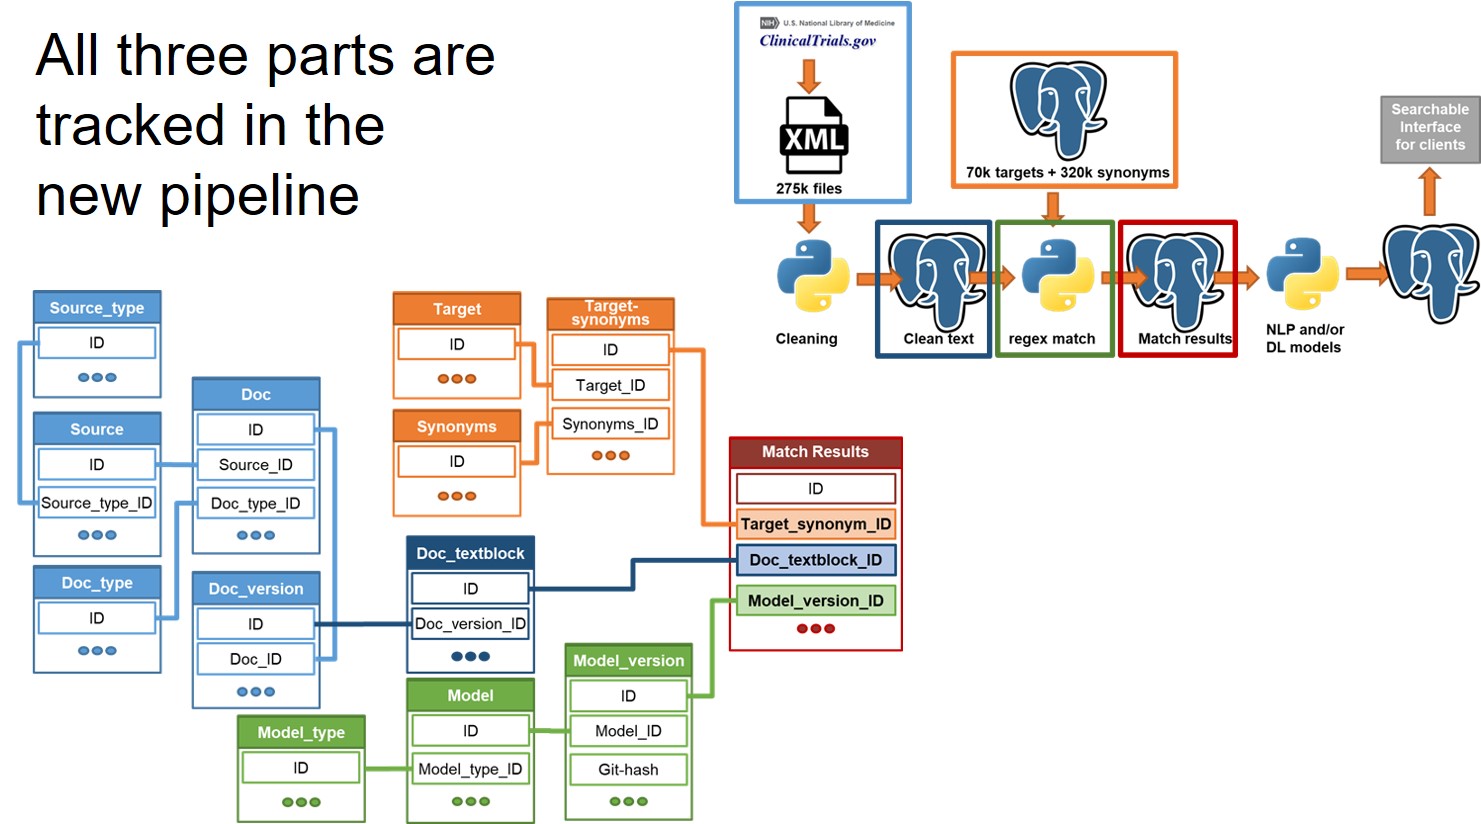 All three parts are
tracked in the
new pipeline
NIH U.S. National Library of Medicine
ClinicalTrials.gov
XML
275k files
70k targets + 320k synonyms
Searchable
Interface
for clients
Cleaning
Clean text
regex match
Match results
NLP and/or
DL models
Source_type
ID
Source
ID
Source_type_ID
Doc_type
ID
Doc
ID
Source_ID
Doc_type_ID
Doc_version
ID
Doc_ID
Target
ID
Synonyms
ID
Target-
synonyms
ID
Target_ID
Synonyms_ID
Doc_textblock
ID
Doc_version_ID
Model_type
ID
Model
ID
Model_type_ID
Model_version
ID
Model_ID
Git-hash
Match Results
ID
Target_synonym_ID
Doc_textblock_ID
Model_version_ID